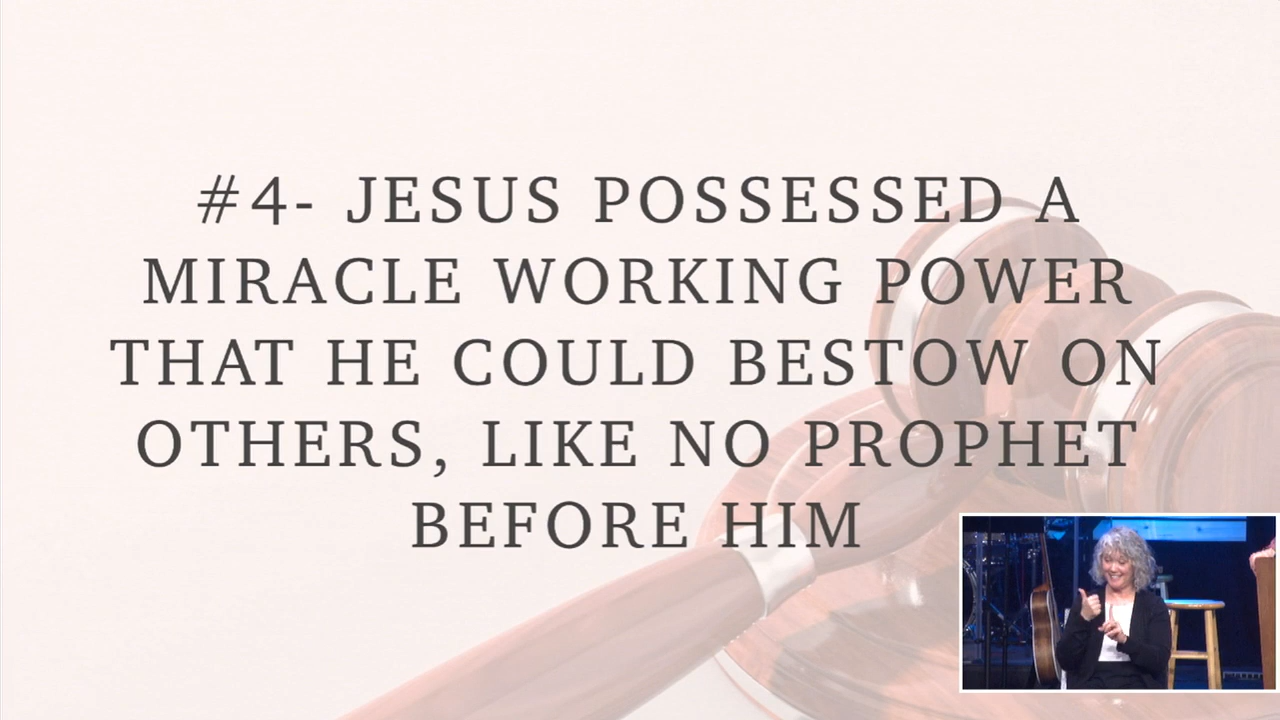 #4- JESUS POSSESSED A
MIRACLE WORKING POWER
THAT HE COULD BESTOW ON
OTHERS, LIKE NO PROPHET
BEFORE HIM